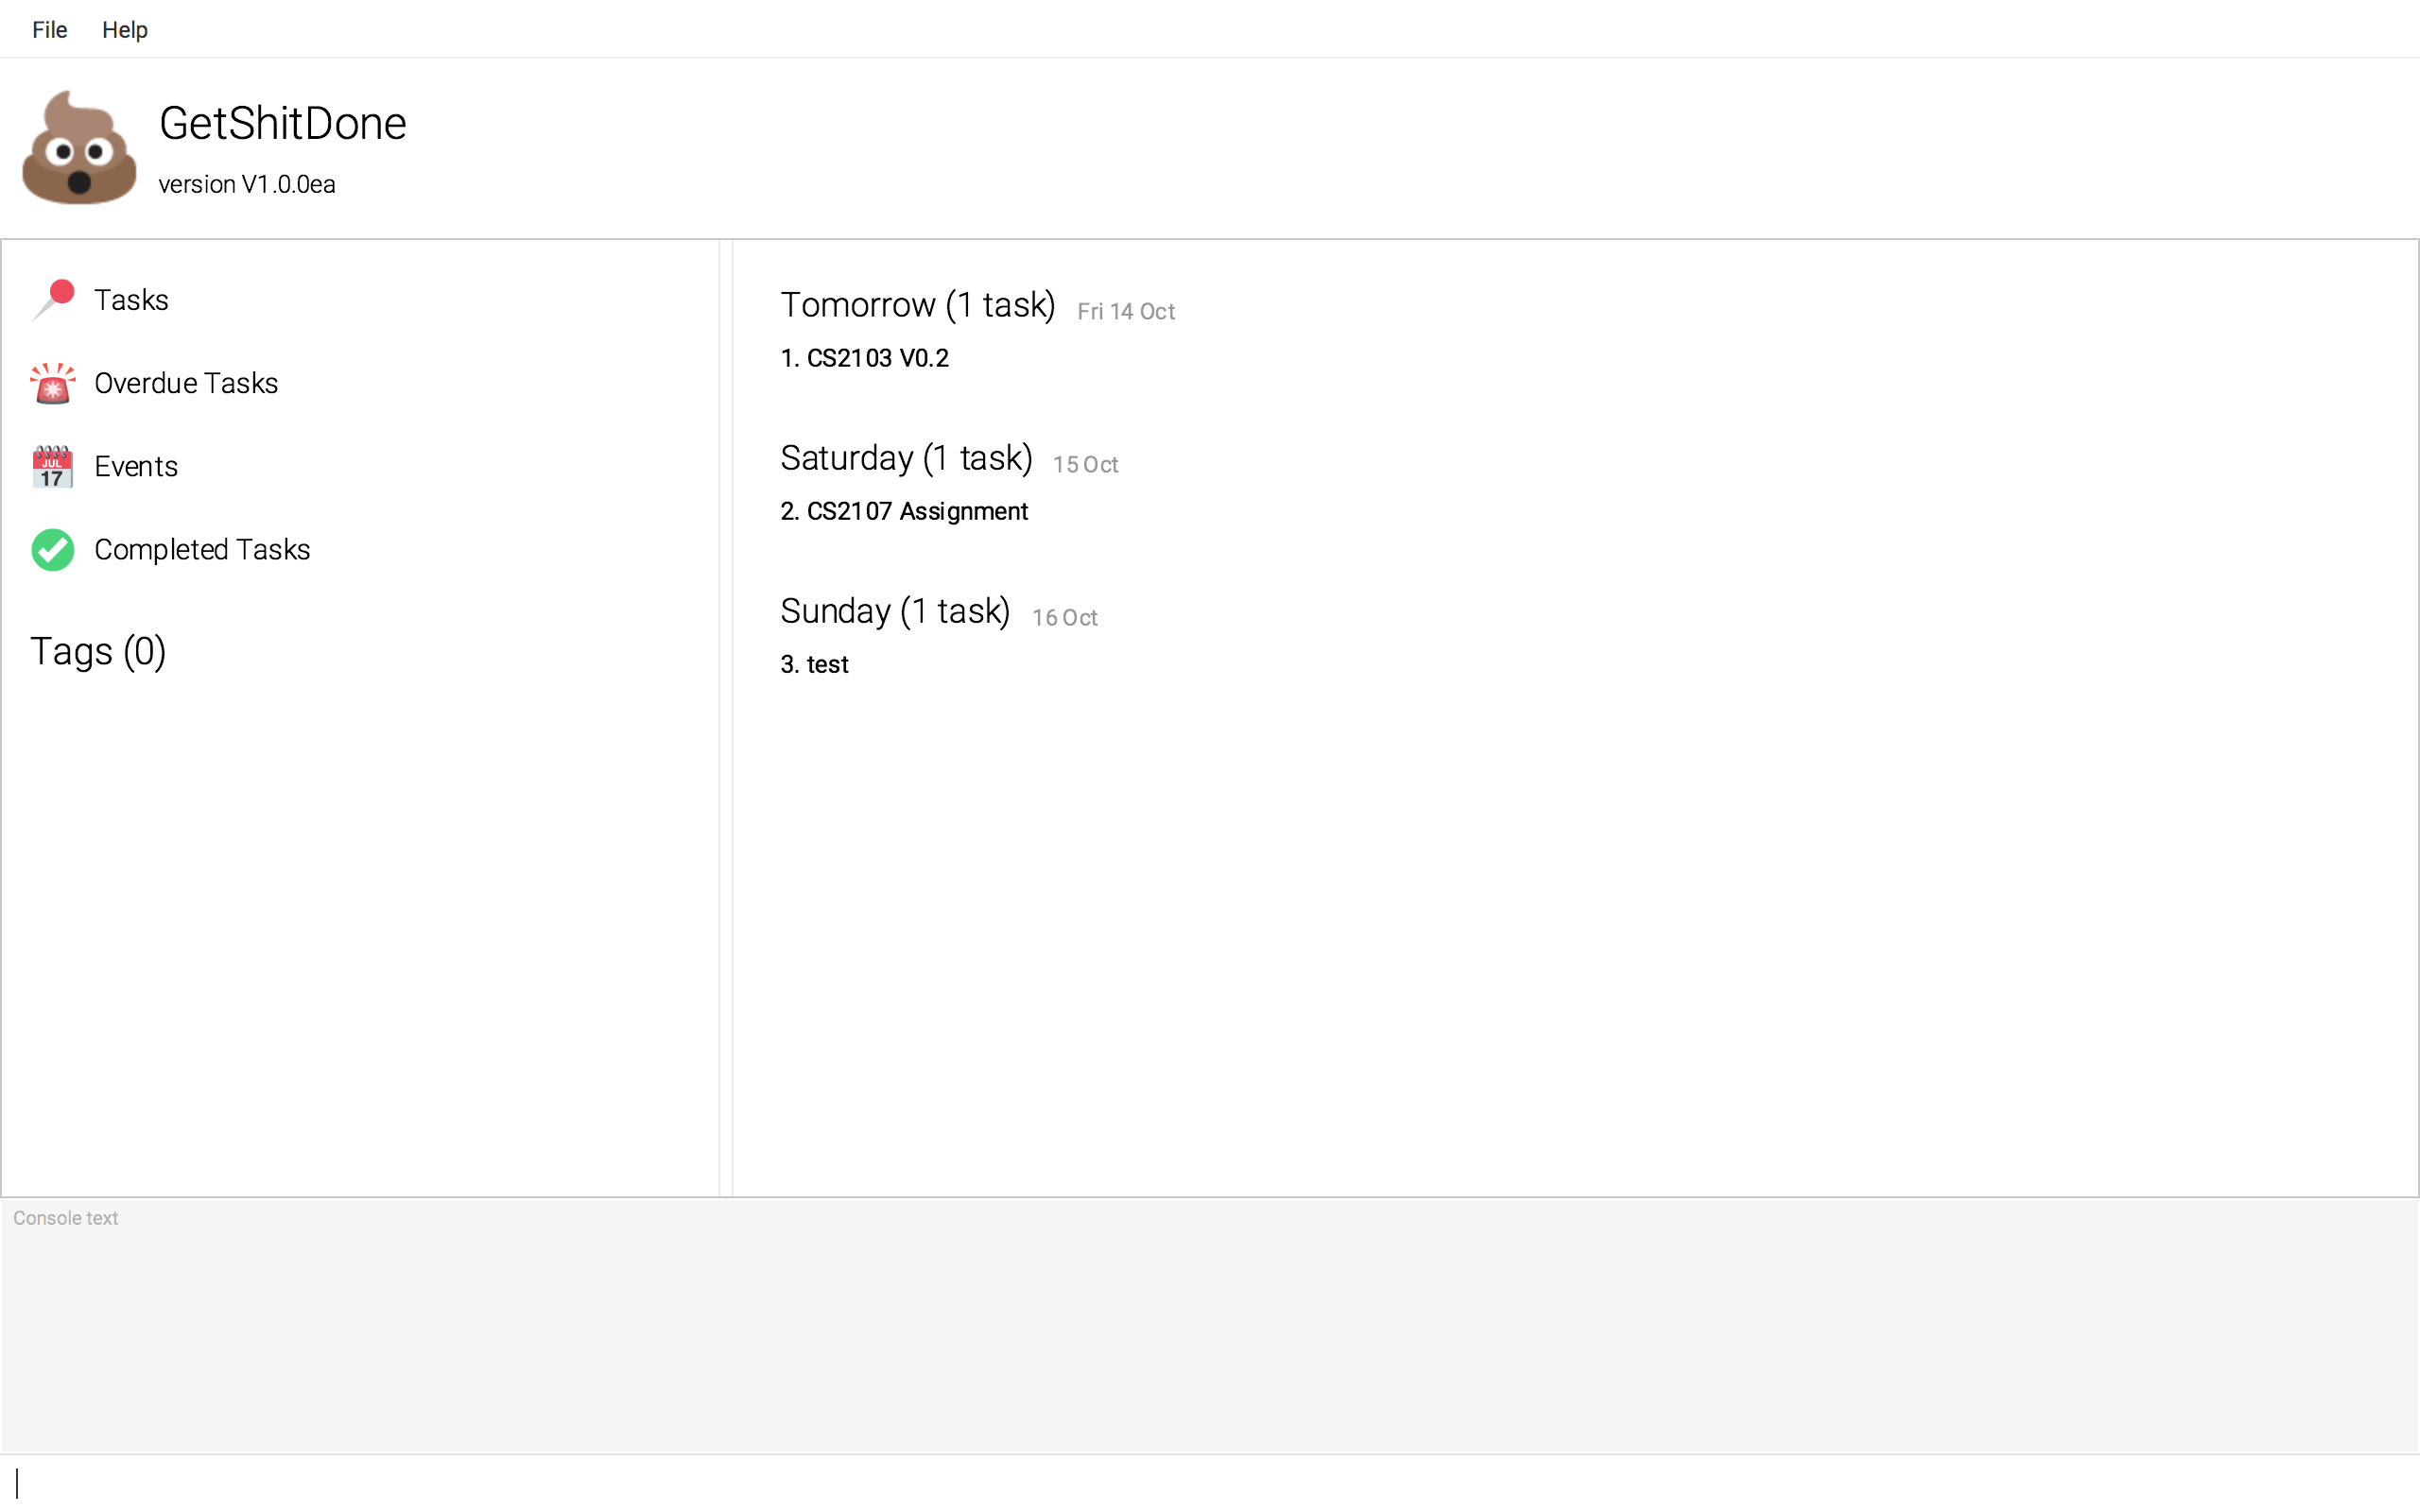 File Help
GetShitDone
version V1.0.0ea
Tasks
Overdue Tasks
JUL
17
Events
Completed Tasks
Tags (0)
Tomorrow (1 task) Fri 14 Oct
1. CS2103 V0.2
Saturday (1 task) 15 Oct
2. CS2107 Assignment
Sunday (1 task) 16 Oct
3. test
Console text